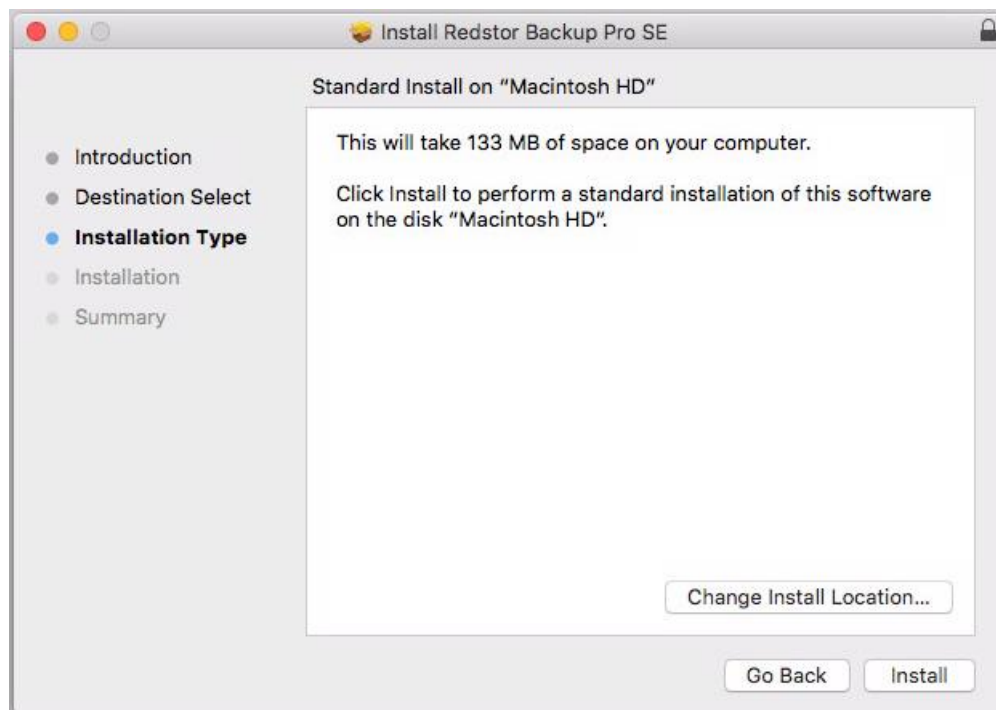 Install Redstor Backup Pro SE
Standard Install on “Macintosh HD”
Introduction
Destination Select
Installation Type
Installation
Summary
This will take 133 MB of space on your computer.
Click Install to perform a standard installation of this software
on the disk “Macintosh HD”.
Change Install Location...
Go Back
Install